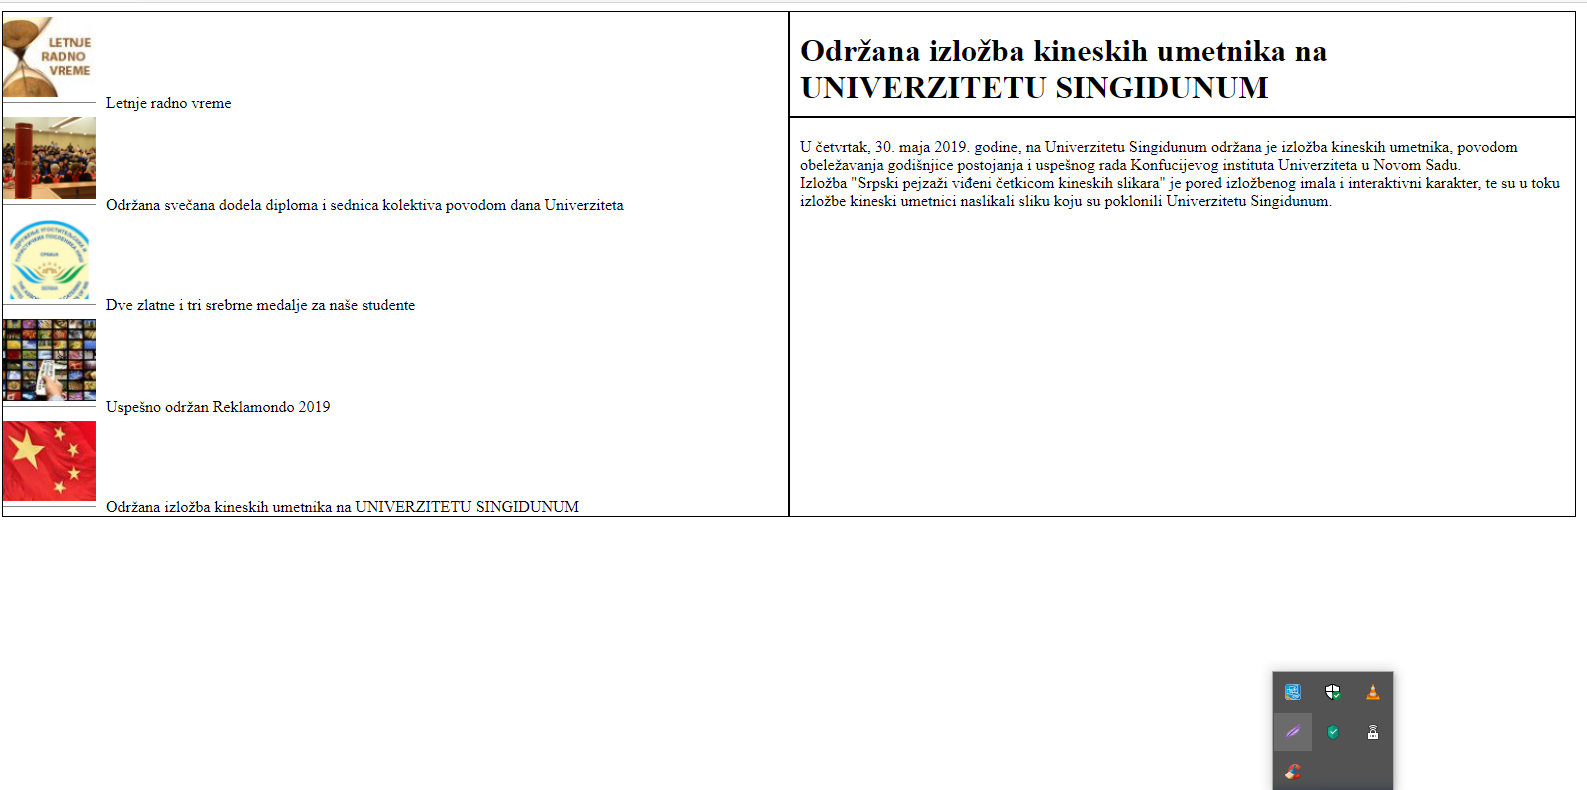 LETNJE
RADNO
VREME
Letnje radno vreme
Održana svečana dodela diploma i sednica kolektiva povodom dana Univerziteta
СРБИЈА
Dve zlatne i tri srebrne medalje za naše studente
Uspešno održan Reklamondo 2019
Održana izložba kineskih umetnika na UNIVERZITETU SINGIDUNUM
Održana izložba kineskih umetnika na
UNIVERZITETU SINGIDUNUM
U četvrtak, 30. maja 2019. godine, na Univerzitetu Singidunum održana je izložba kineskih umetnika, povodom
obeležavanja godišnjice postojanja i uspešnog rada Konfucijevog instituta Univerziteta u Novom Sadu.
Izložba "Srpski pejzaži viđeni četkicom kineskih slikara" je pored izložbenog imala i interaktivni karakter, te su u toku
izložbe kineski umetnici naslikali sliku koju su poklonili Univerzitetu Singidunum.